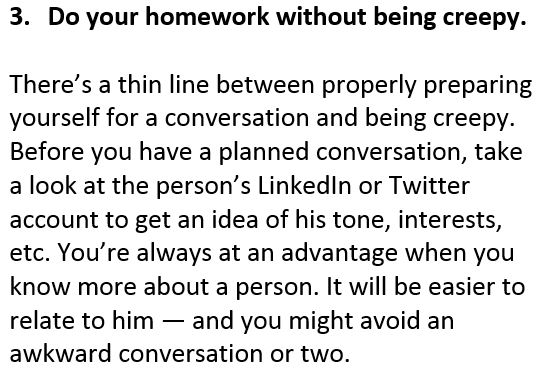 3. Do your homework without being creepy.
There’s a thin line between properly preparing
yourself for a conversation and being creepy.
Before you have a planned conversation, take
a look at the person’s LinkedIn or Twitter
account to get an idea of his tone, interests,
etc. You’re always at an advantage when you
know more about a person. It will be easier to
relate to him — and you might avoid an
awkward conversation or two.